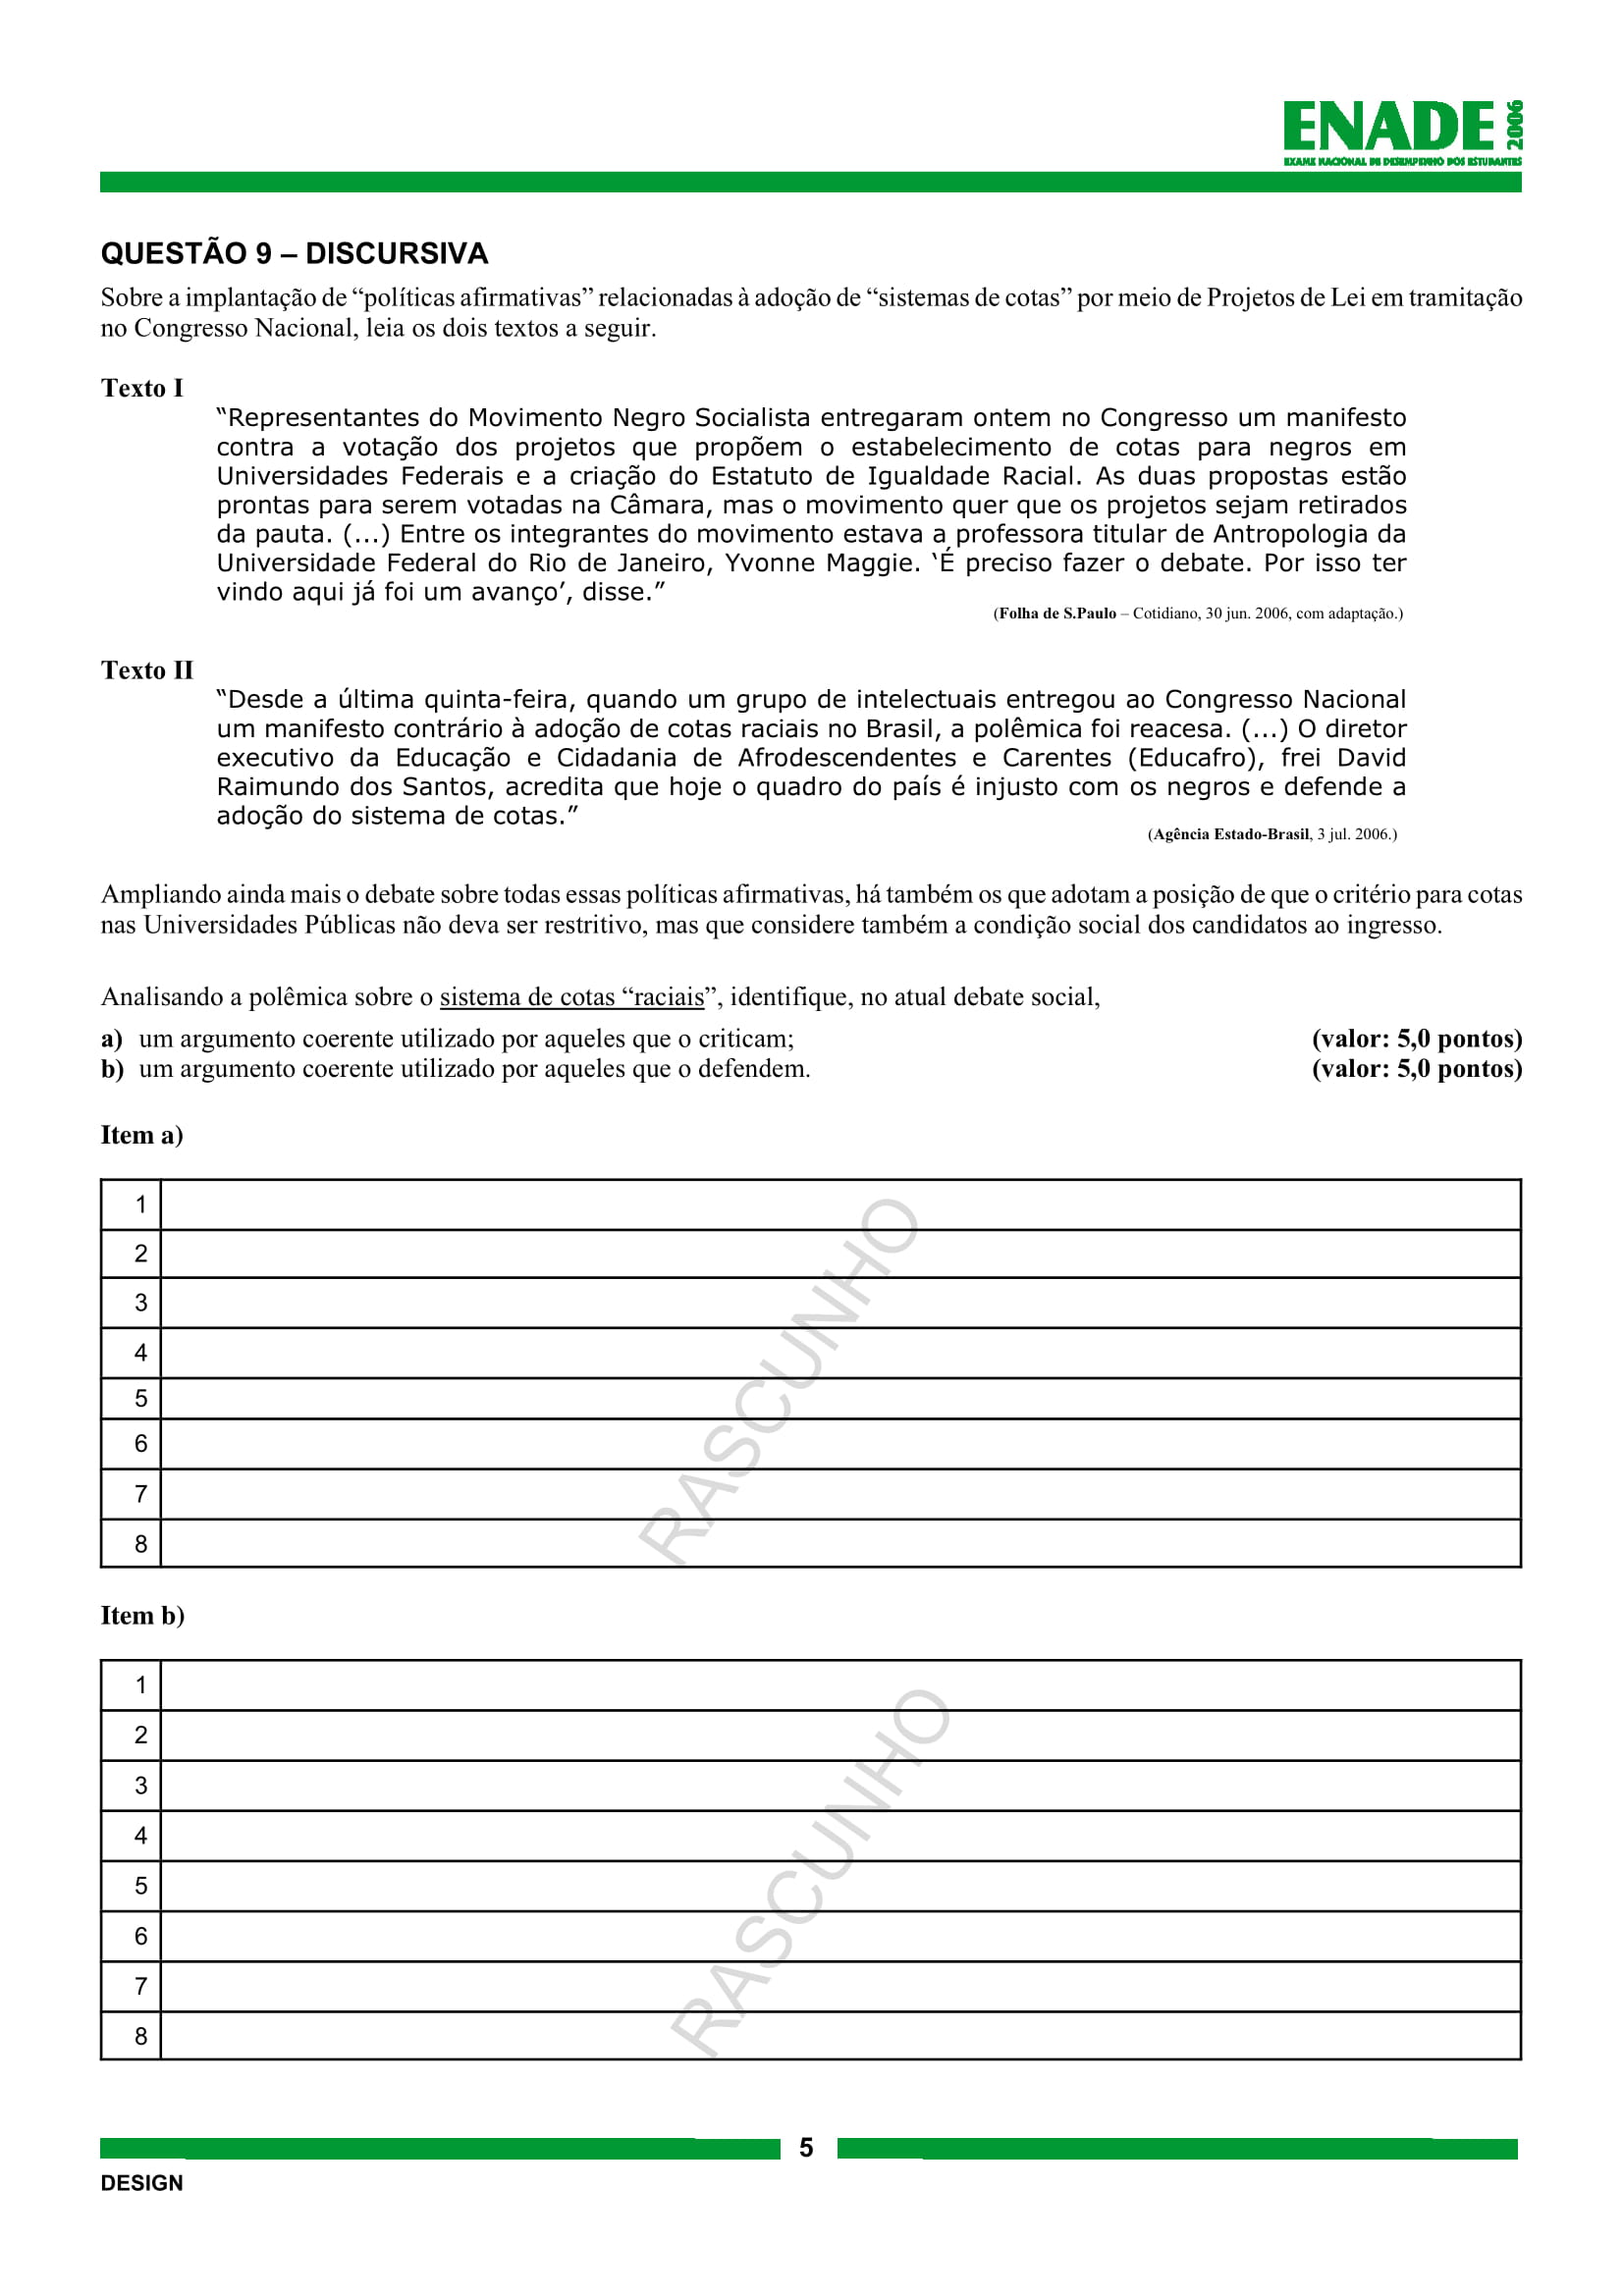 ENADE 2006
EXAME NACIONAL DE DESEMPENHO DOS ESTUDANTES
QUESTÃO 9 – DISCURSIVA
Sobre a implantação de “políticas afirmativas” relacionadas à adoção de “sistemas de cotas” por meio de Projetos de Lei em tramitação
no Congresso Nacional, leia os dois textos a seguir.
Texto I
“Representantes do Movimento Negro Socialista entregaram ontem no Congresso um manifesto
contra a votação dos projetos que propõem o estabelecimento de cotas para negros em
Universidades Federais e a criação do Estatuto de Igualdade Racial. As duas propostas estão
prontas para serem votadas na Câmara, mas o movimento quer que os projetos sejam retirados
da pauta. (...) Entre os integrantes do movimento estava a professora titular de Antropologia da
Universidade Federal do Rio de Janeiro, Yvonne Maggie. ‘É preciso fazer o debate. Por isso ter
vindo aqui já foi um avanço’, disse.”
(Folha de S.Paulo – Cotidiano, 30 jun. 2006, com adaptação.)
Texto II
“Desde a última quinta-feira, quando um grupo de intelectuais entregou ao Congresso Nacional
um manifesto contrário à adoção de cotas raciais no Brasil, a polêmica foi reacesa. (...) O diretor
executivo da Educação e Cidadania de Afrodescendentes e Carentes (Educafro), frei David
Raimundo dos Santos, acredita que hoje o quadro do país é injusto com os negros e defende a
adoção do sistema de cotas.”
(Agência Estado-Brasil, 3 jul. 2006.)
Ampliando ainda mais o debate sobre todas essas políticas afirmativas, há também os que adotam a posição de que o critério para cotas
nas Universidades Públicas não deva ser restritivo, mas que considere também a condição social dos candidatos ao ingresso.
Analisando a polêmica sobre o sistema de cotas “raciais”, identifique, no atual debate social,
a) um argumento coerente utilizado por aqueles que o criticam; (valor: 5,0 pontos)
b) um argumento coerente utilizado por aqueles que o defendem. (valor: 5,0 pontos)
Item a)
1
2
3
4
5
6
7
8
RASCUNHO
Item b)
1
2
3
4
5
6
7
8
RASCUNHO
5
DESIGN